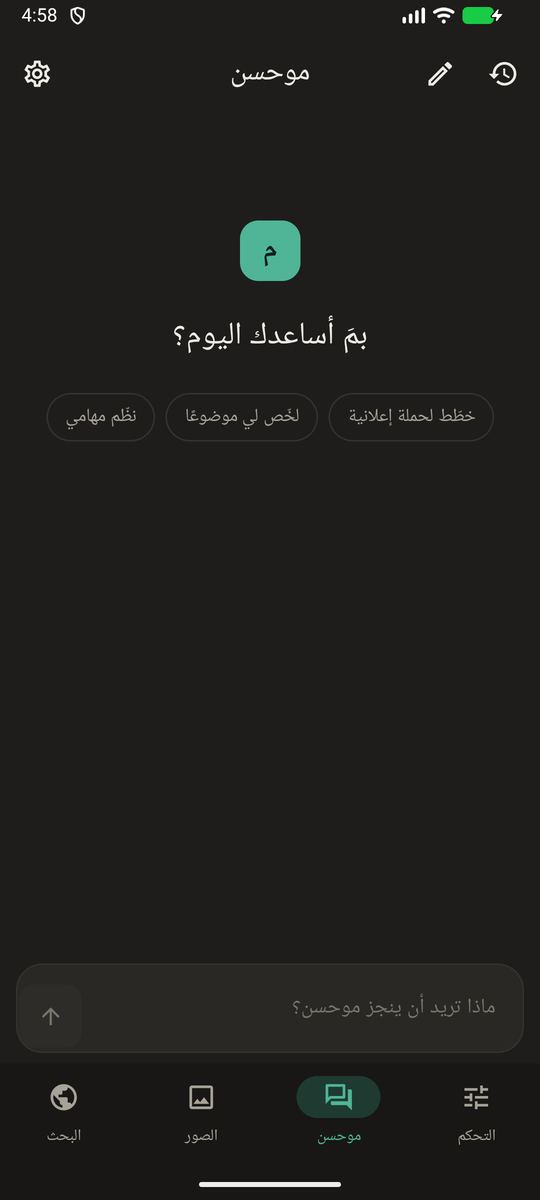 4:58
موحسن
م
بمَ أساعدك اليوم؟
خطّط لحملة إعلانية
لخّص لي موضوعًا
نظّم مهامي
ماذا تريد أن ينجز موحسن؟
التحكم
موحسن
الصور
البحث